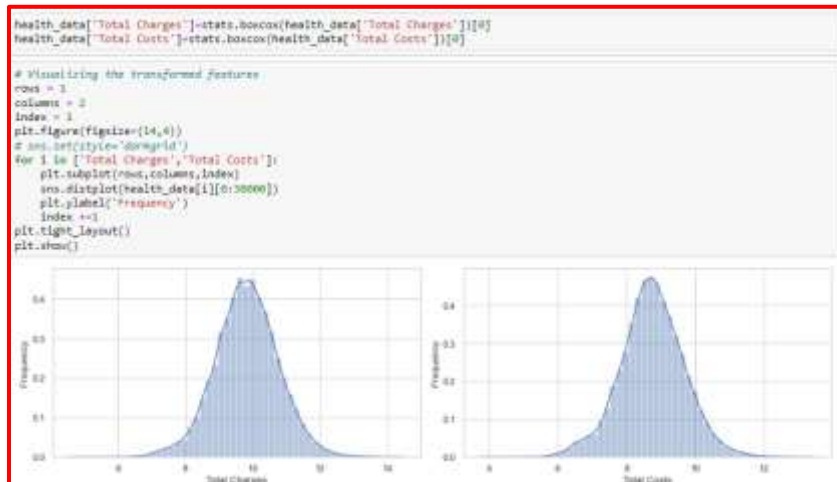 health_data['Total Charges']=stats.boxcox(health_data['Total Charges'])[0]
health_data['Total Costs']=stats.boxcox(health_data['Total Costs'])[0]
# Visualizing the transformed features
rows = 1
columns = 2
index = 1
plt.figure(figsize=(14,4))
# sns.set(style='darkgrid')
for i in ['Total Charges','Total Costs']:
    plt.subplot(rows,columns,index)
    sns.distplot(health_data[i][0:30000])
    plt.ylabel('Frequency')
    index +=1
plt.tight_layout()
plt.show()
Frequency
0.4
0.3
0.2
0.1
0.0
6 8 10 12 14
Total Charges
Frequency
0.4
0.3
0.2
0.1
0.0
4 6 8 10 12
Total Costs